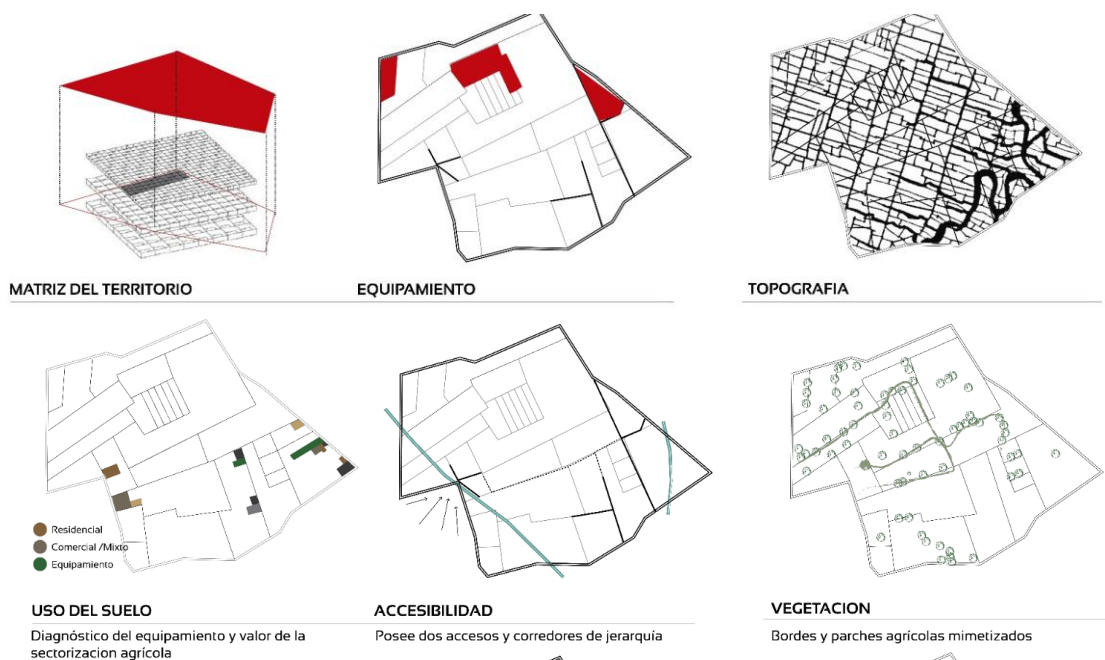 MATRIZ DEL TERRITORIO
EQUIPAMIENTO
TOPOGRAFIA
Residencial
Comercial /Mixto
Equipamiento
USO DEL SUELO
Diagnóstico del equipamiento y valor de la
sectorizacion agrícola
ACCESIBILIDAD
Posee dos accesos y corredores de jerarquía
VEGETACION
Bordes y parches agrícolas mimetizados